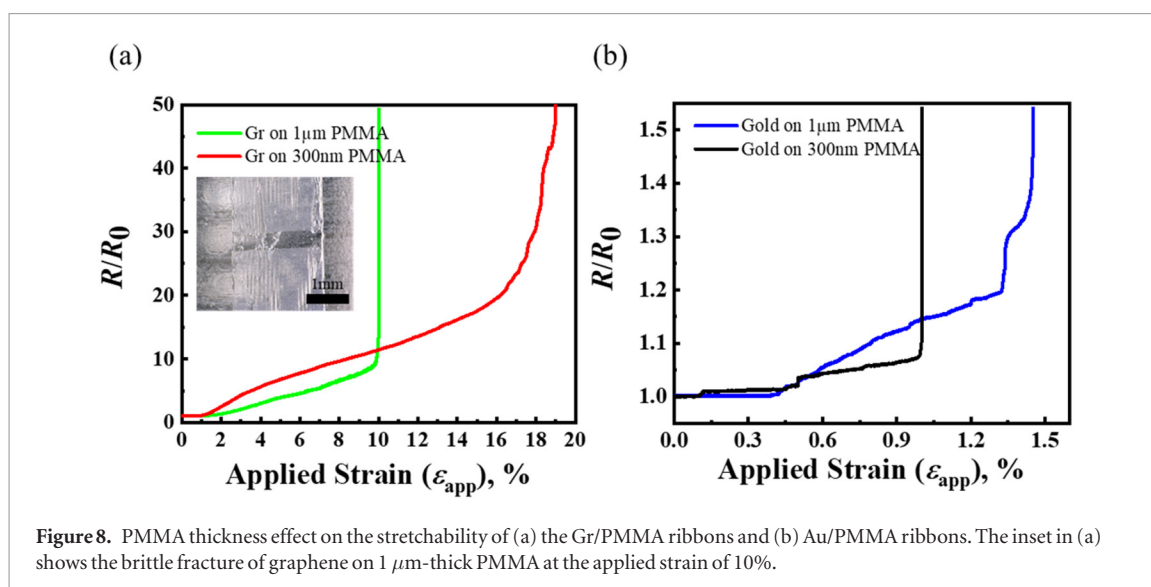 (a)
50
40
30
20
10
0
R/R0
Gr on 1μm PMMA
Gr on 300nm PMMA
1mm
0 2 4 6 8 10 12 14 16 18 20
Applied Strain (εapp), %
(b)
1.5
1.4
1.3
1.2
1.1
1.0
R/R0
Gold on 1μm PMMA
Gold on 300nm PMMA
0.0 0.3 0.6 0.9 1.2 1.5
Applied Strain (εapp), %
Figure 8. PMMA thickness effect on the stretchability of (a) the Gr/PMMA ribbons and (b) Au/PMMA ribbons. The inset in (a)
shows the brittle fracture of graphene on 1 μm-thick PMMA at the applied strain of 10%.